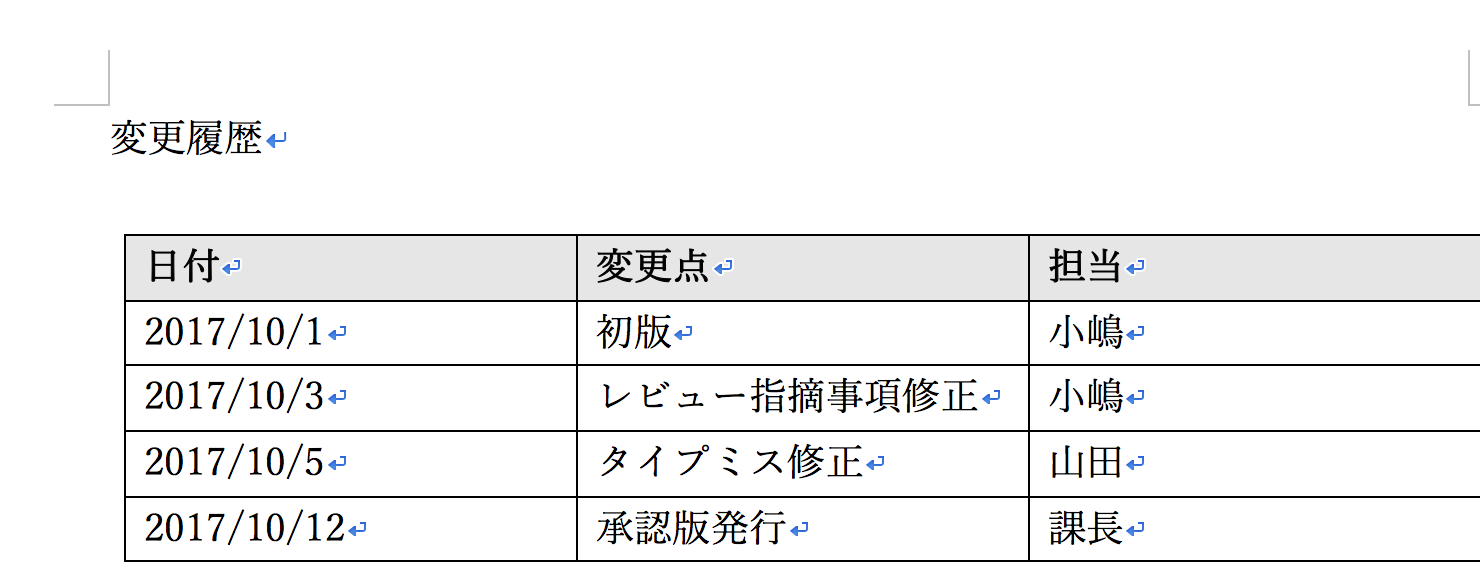 変更履歴
日付 変更点 担当
2017/10/1 初版 小嶋
2017/10/3 レビュー指摘事項修正 小嶋
2017/10/5 タイプミス修正 山田
2017/10/12 承認版発行 課長